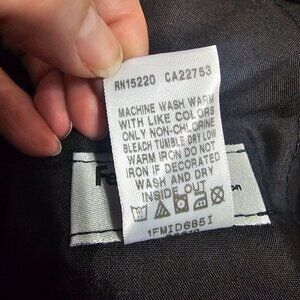 RN15220 CA22753
MACHINE WASH WARM
WITH LIKE COLORS
ONLY NON-CHLORINE
BLEACH TUMBLE DRY LOW
WARM IRON DO NOT
IRON IF DECORATED
WASH AND DRY
INSIDE OUT
1FMID685I